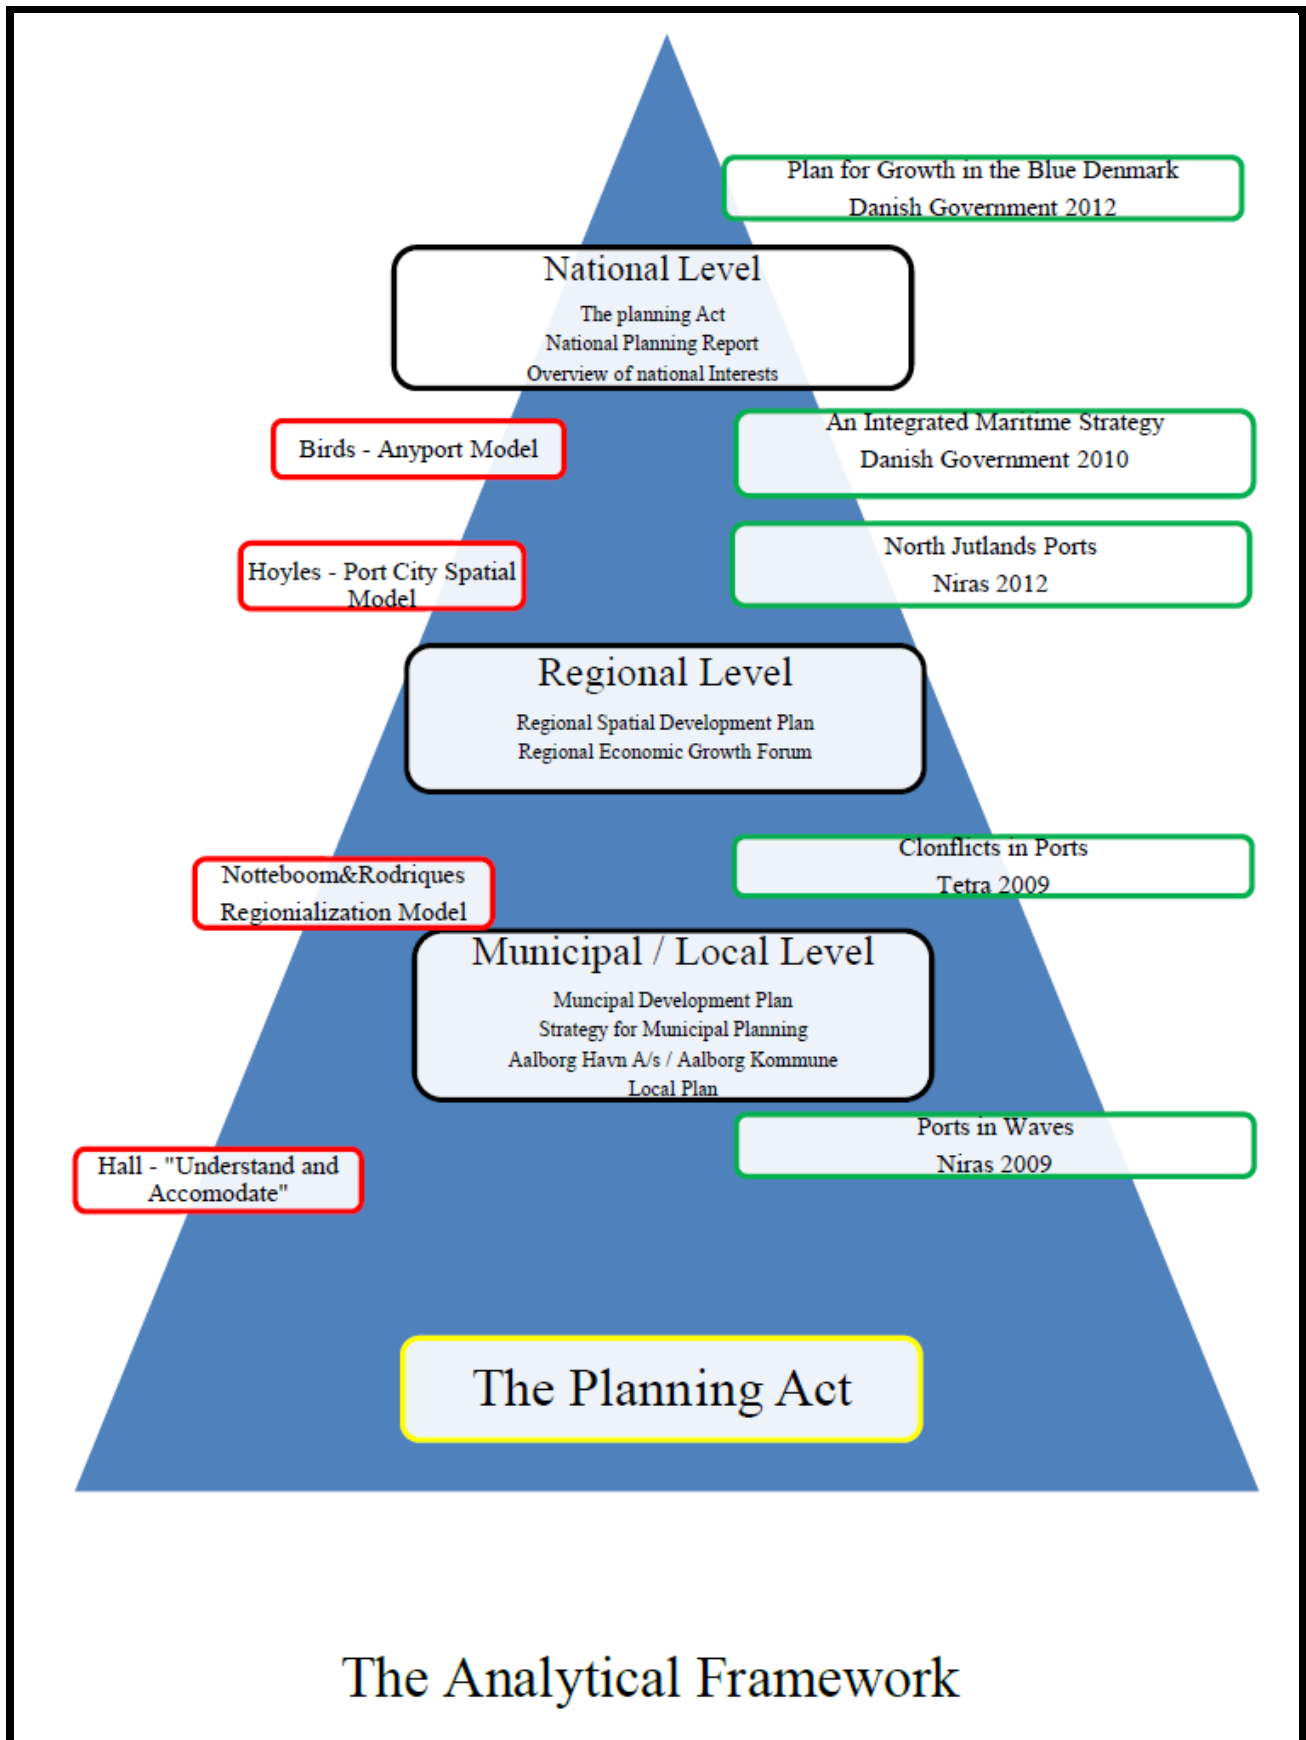 Plan for Growth in the Blue Denmark
Danish Government 2012
National Level
The planning Act
National Planning Report
Overview of national Interests
Birds - Anyport Model
An Integrated Maritime Strategy
Danish Government 2010
Hoyles - Port City Spatial
Model
North Jutlands Ports
Niras 2012
Regional Level
Regional Spatial Development Plan
Regional Economic Growth Forum
Notteboom&Rodriques
Regionialization Model
Clonflicts in Ports
Tetra 2009
Municipal / Local Level
Muncipal Development Plan
Strategy for Municipal Planning
Aalborg Havn A/s / Aalborg Kommune
Local Plan
Hall - "Understand and
Accomodate"
Ports in Waves
Niras 2009
The Planning Act
The Analytical Framework